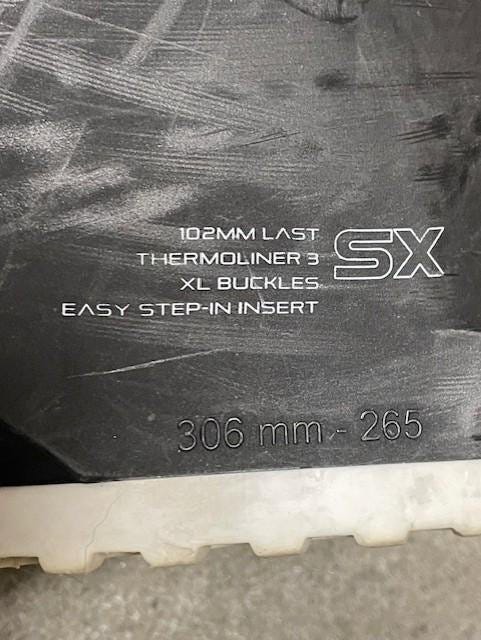 102MM LAST
THERMOLINER 3
XL BUCKLES
EASY STEP-IN INSERT
SX
306 mm - 265